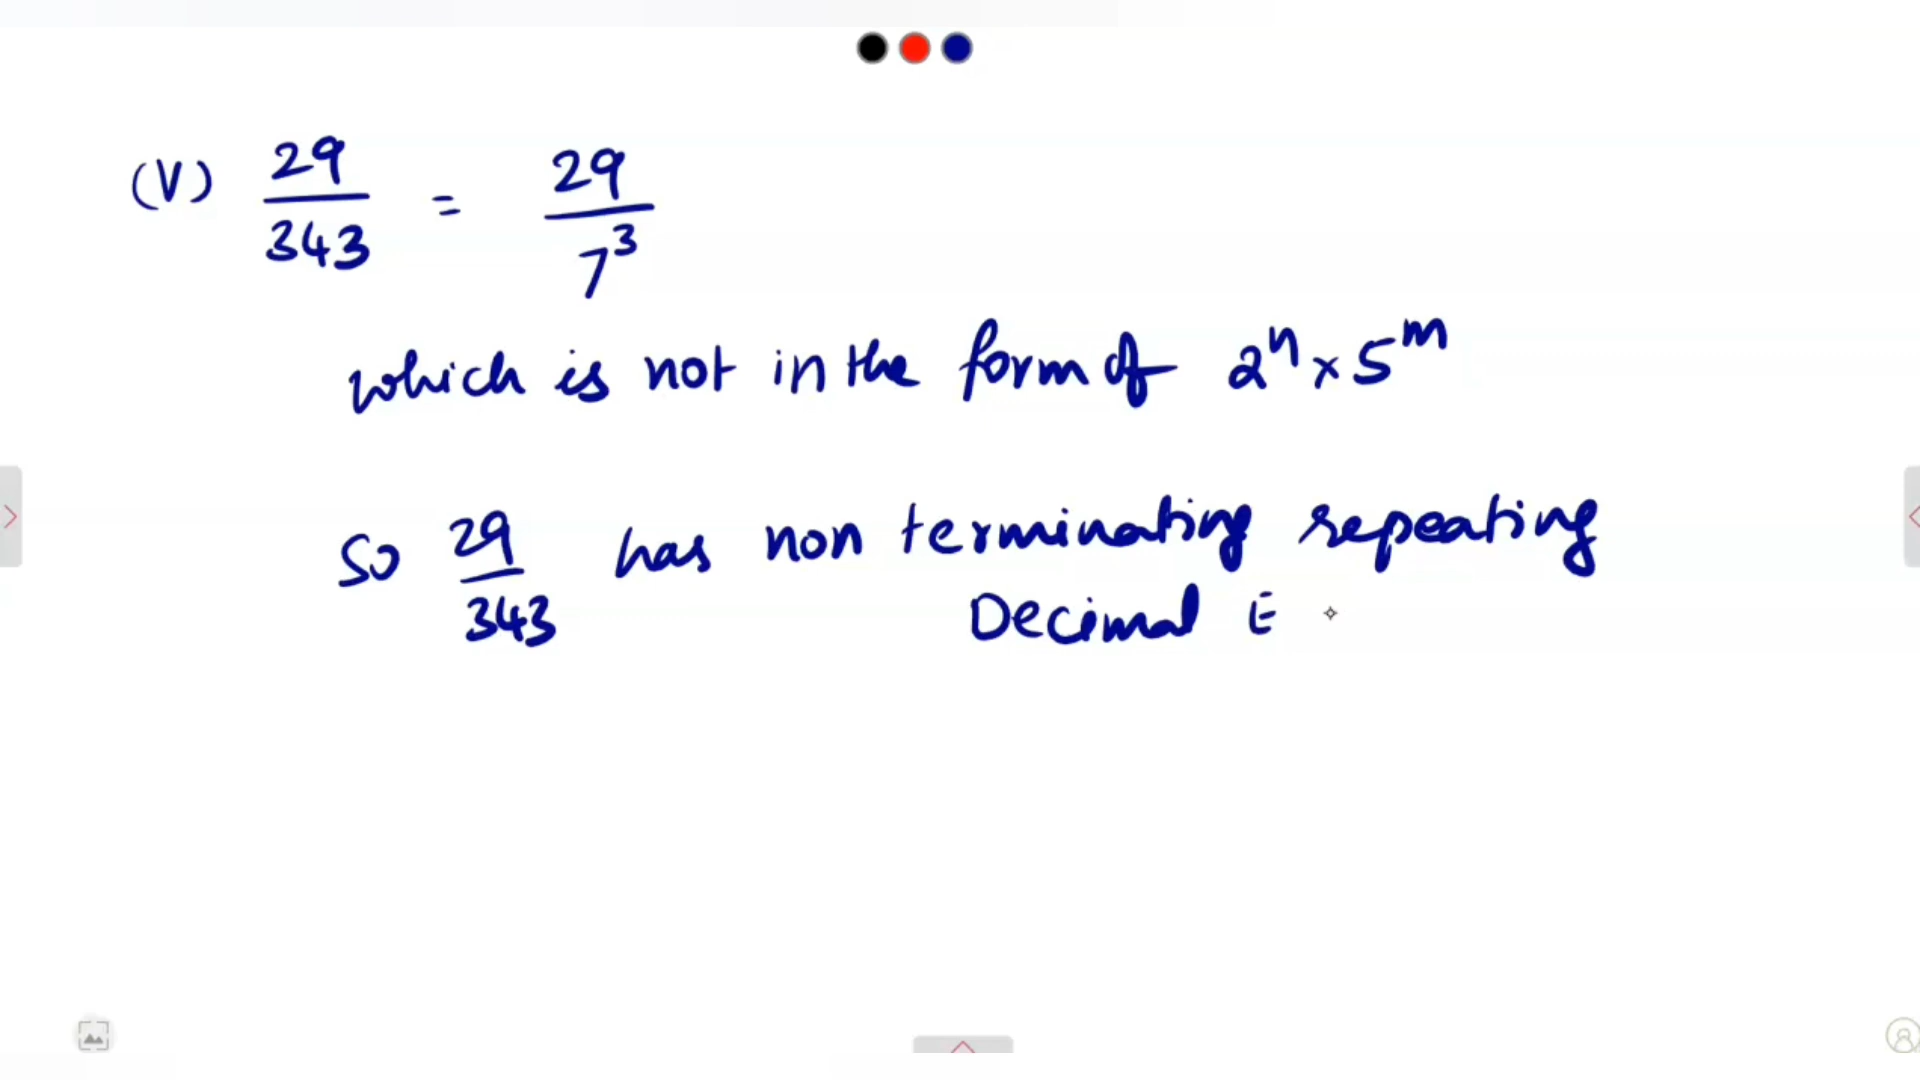 (V) 29/343 = 29/7³
which is not in the form of 2ⁿ × 5ᵐ
So 29/343 has non terminating repeating
Decimal E